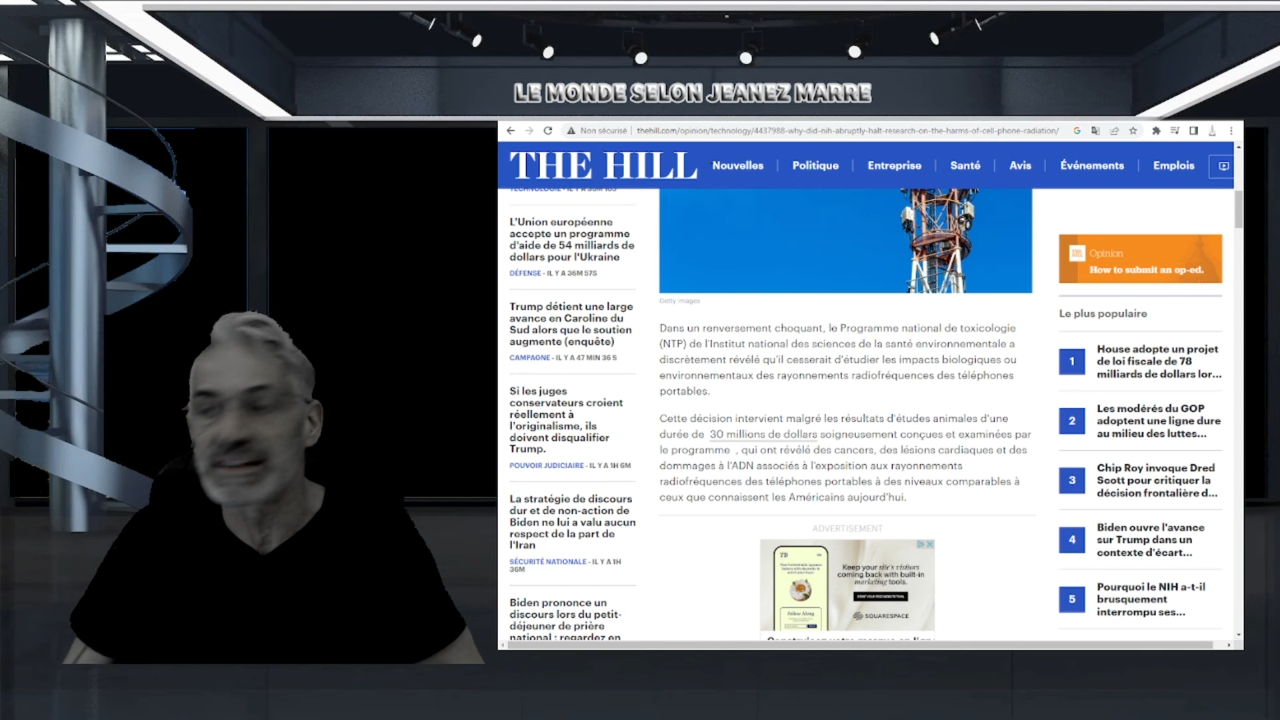 LE MONDE SELON JEANEZ MARRE
Non sécurisé | thehill.com/opinion/technology/4437988-why-did-nih-abruptly-halt-research-on-the-harms-of-cell-phone-radiation/
THE HILL
Nouvelles | Politique | Entreprise | Santé | Avis | Événements | Emplois
L'Union européenne
accepte un programme
d'aide de 54 milliards de
dollars pour l'Ukraine
DÉFENSE - IL Y A 36M 57S
Trump détient une large
avance en Caroline du
Sud alors que le soutien
augmente (enquête)
CAMPAGNE - IL Y A 47 MIN 36 S
Si les juges
conservateurs croient
réellement à
l'originalisme, ils
doivent disqualifier
Trump.
POUVOIR JUDICIAIRE - IL Y A 1H 6M
La stratégie de discours
dur et de non-action de
Biden ne lui a valu aucun
respect de la part de
l'Iran
SÉCURITÉ NATIONALE - IL Y A 1H
36M
Biden prononce un
discours lors du petit-
déjeuner de prière
national : regardez en
Getty Images
Dans un renversement choquant, le Programme national de toxicologie
(NTP) de l'Institut national des sciences de la santé environnementale a
discrètement révélé qu'il cesserait d'étudier les impacts biologiques ou
environnementaux des rayonnements radiofréquences des téléphones
portables.
Cette décision intervient malgré les résultats d'études animales d'une
durée de 30 millions de dollars soigneusement conçues et examinées par
le programme , qui ont révélé des cancers, des lésions cardiaques et des
dommages à l'ADN associés à l'exposition aux rayonnements
radiofréquences des téléphones portables à des niveaux comparables à
ceux que connaissent les Américains aujourd'hui.
ADVERTISEMENT
Keep your site's visitors
coming back with built-in
marketing tools.
SQUARESPACE
Opinion
How to submit an op-ed.
Le plus populaire
1
House adopte un projet
de loi fiscale de 78
milliards de dollars lor...
2
Les modérés du GOP
adoptent une ligne dure
au milieu des luttes...
3
Chip Roy invoque Dred
Scott pour critiquer la
décision frontalière d...
4
Biden ouvre l'avance
sur Trump dans un
contexte d'écart...
5
Pourquoi le NIH a-t-il
brusquement
interrompu ses...